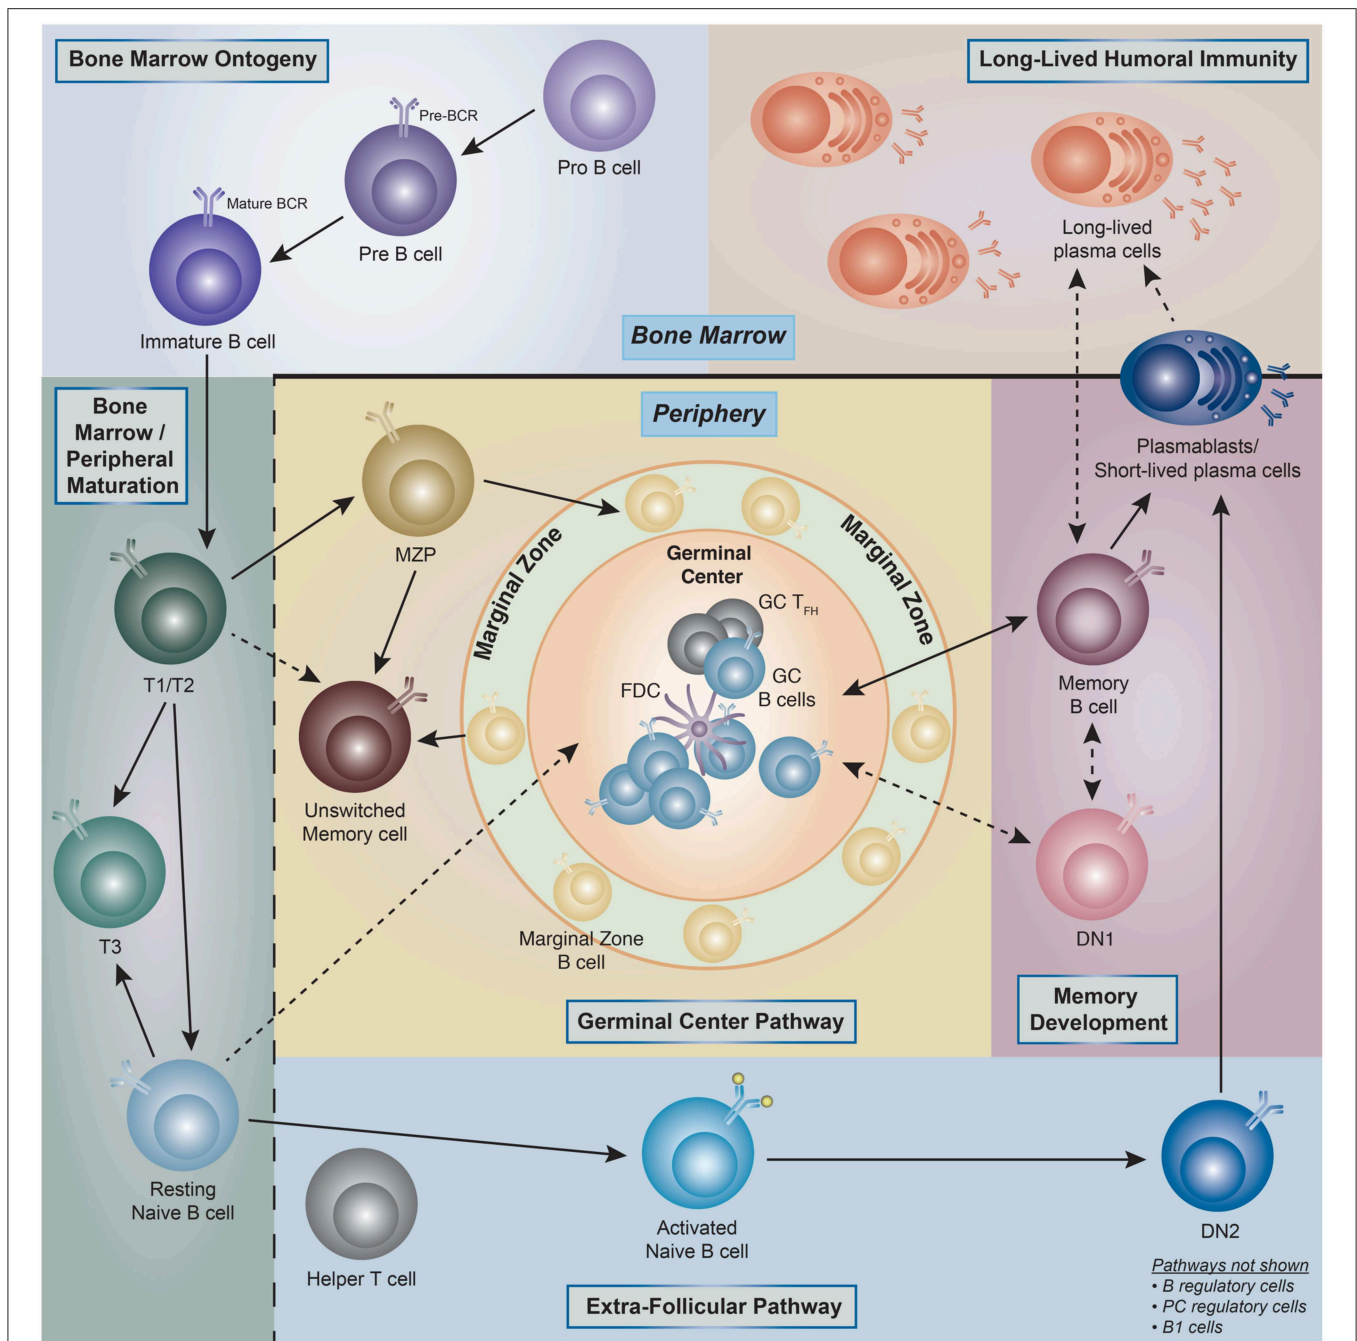 Bone Marrow Ontogeny
Long-Lived Humoral Immunity
Pre-BCR
Pro B cell
Mature BCR
Pre B cell
Immature B cell
Long-lived
plasma cells
Bone Marrow
Bone
Marrow /
Peripheral
Maturation
Periphery
Plasmablasts/
Short-lived plasma cells
MZP
Marginal Zone
Marginal Zone
Germinal
Center
GC TFH
GC
B cells
FDC
T1/T2
Memory
B cell
Unswitched
Memory cell
T3
Marginal Zone
B cell
DN1
Germinal Center Pathway
Memory
Development
Resting
Naive B cell
Helper T cell
Activated
Naive B cell
DN2
Extra-Follicular Pathway
Pathways not shown
• B regulatory cells
• PC regulatory cells
• B1 cells